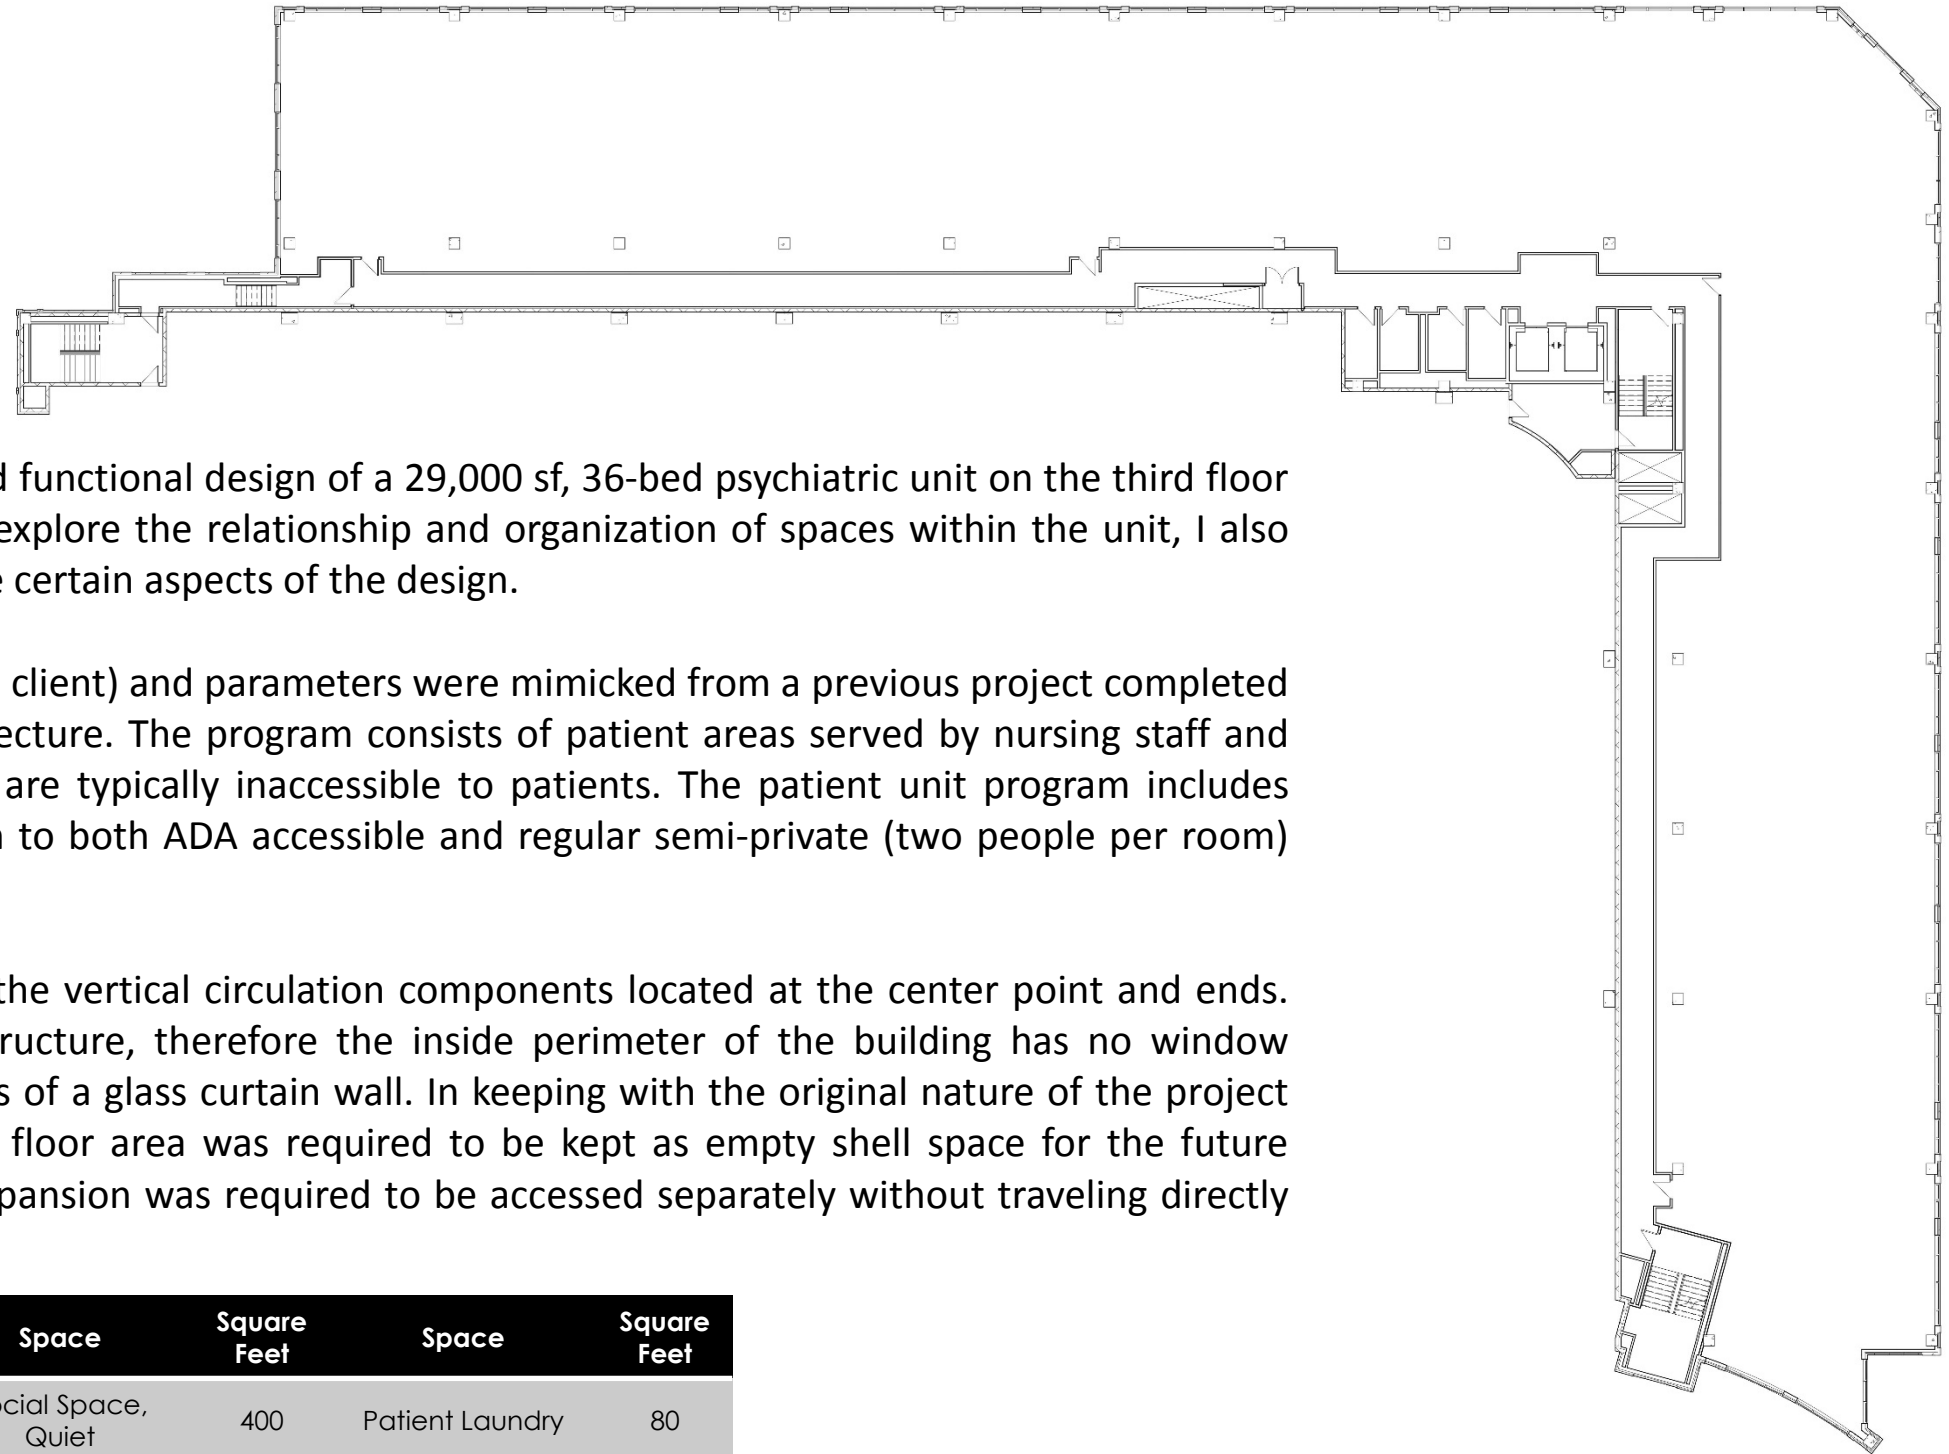 functional design of a 29,000 sf, 36-bed psychiatric unit on the third floor
explore the relationship and organization of spaces within the unit, I also
certain aspects of the design.
client) and parameters were mimicked from a previous project completed
The program consists of patient areas served by nursing staff and
are typically inaccessible to patients. The patient unit program includes
to both ADA accessible and regular semi-private (two people per room)
the vertical circulation components located at the center point and ends.
therefore the inside perimeter of the building has no window
of a glass curtain wall. In keeping with the original nature of the project
floor area was required to be kept as empty shell space for the future
was required to be accessed separately without traveling directly
Space Square Feet Space Square Feet
Space, Quiet 400 Patient Laundry 80